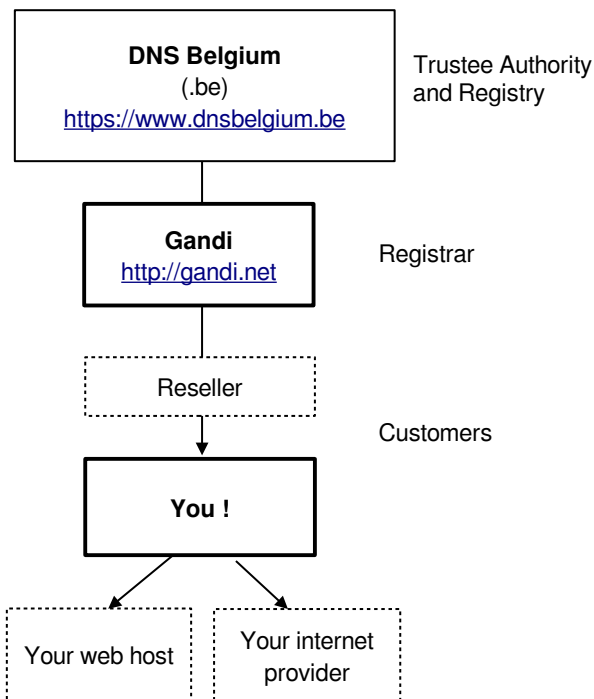 DNS Belgium
(.be)
https://www.dnsbelgium.be
Trustee Authority
and Registry
Gandi
http://gandi.net
Registrar
Reseller
Customers
You !
Your web host
Your internet
provider